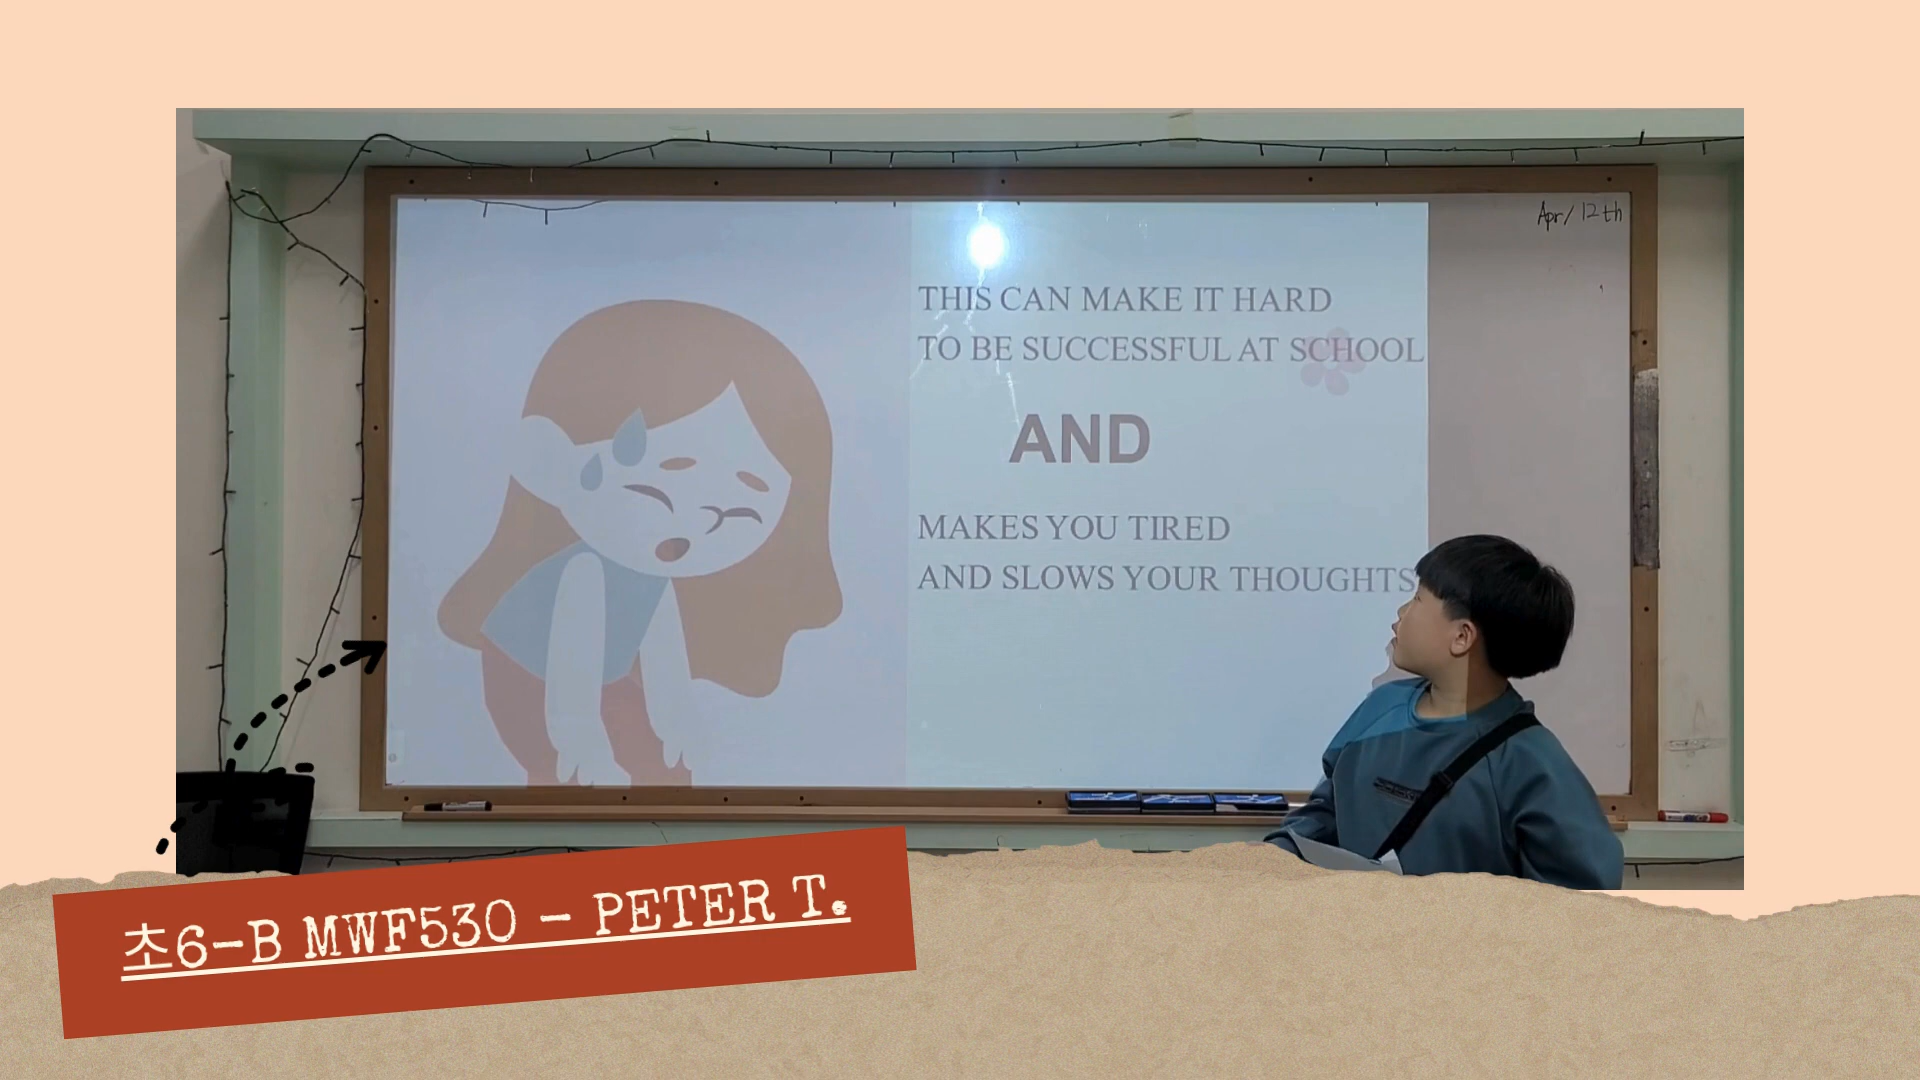 Apr/12th
THIS CAN MAKE IT HARD
TO BE SUCCESSFUL AT SCHOOL
AND
MAKES YOU TIRED
AND SLOWS YOUR THOUGHTS
초6-B MWF530 - PETER T.